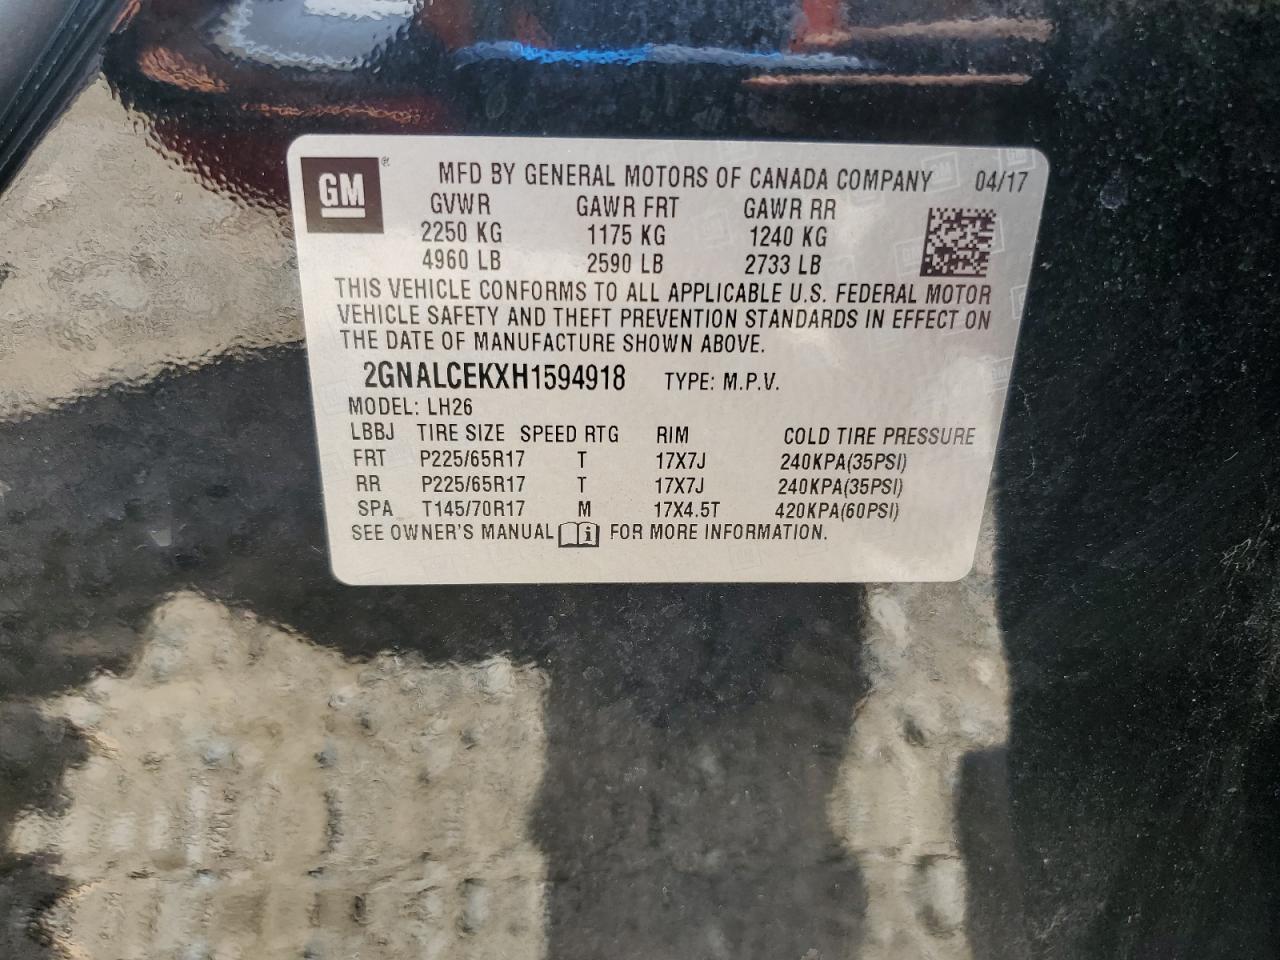 GM ®
MFD BY GENERAL MOTORS OF CANADA COMPANY 04/17
GVWR GAWR FRT GAWR RR
2250 KG 1175 KG 1240 KG
4960 LB 2590 LB 2733 LB
THIS VEHICLE CONFORMS TO ALL APPLICABLE U.S. FEDERAL MOTOR
VEHICLE SAFETY AND THEFT PREVENTION STANDARDS IN EFFECT ON
THE DATE OF MANUFACTURE SHOWN ABOVE.
2GNALCEKXH1594918 TYPE: M.P.V.
MODEL: LH26
LBBJ TIRE SIZE SPEED RTG RIM COLD TIRE PRESSURE
FRT P225/65R17 T 17X7J 240KPA(35PSI)
RR P225/65R17 T 17X7J 240KPA(35PSI)
SPA T145/70R17 M 17X4.5T 420KPA(60PSI)
SEE OWNER'S MANUAL i FOR MORE INFORMATION.